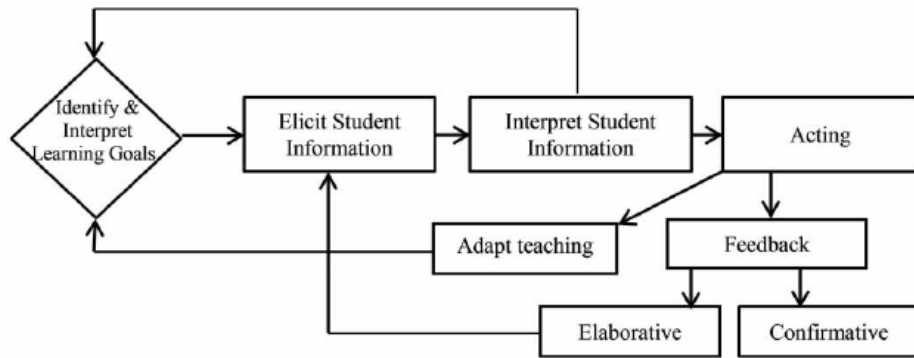 Identify &
Interpret
Learning Goals
Elicit Student
Information
Interpret Student
Information
Acting
Adapt teaching
Feedback
Elaborative
Confirmative